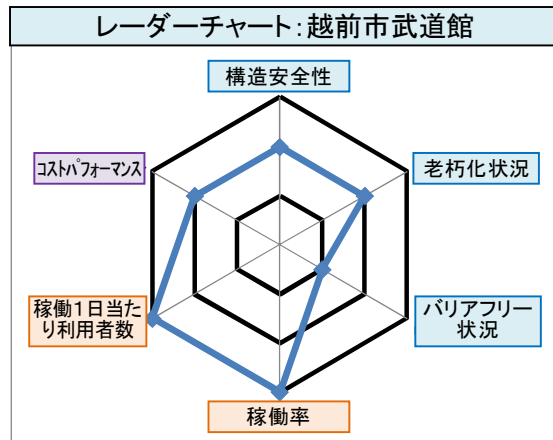 レーダーチャート：越前市武道館
構造安全性
コストパフォーマンス
老朽化状況
稼働１日当た
り利用者数
バリアフリー
状況
稼働率